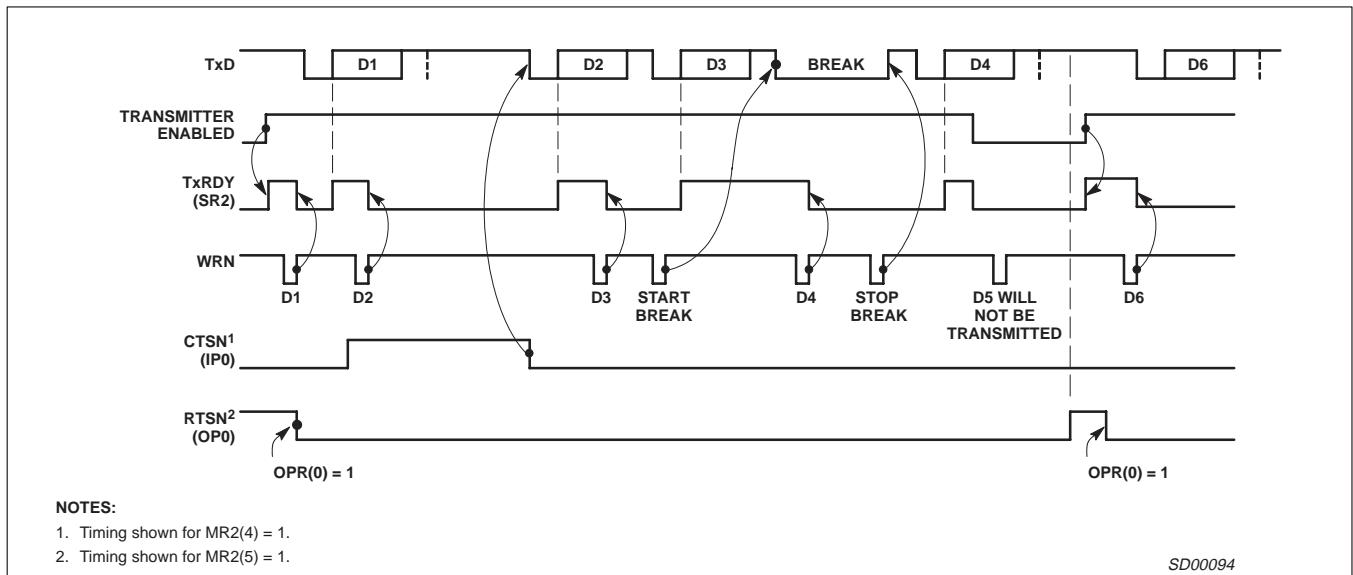 TxD
D1
D2
D3
BREAK
D4
D6
TRANSMITTER
ENABLED
TxRDY
(SR2)
WRN
D1
D2
D3
START
BREAK
D4
STOP
BREAK
D5 WILL
NOT BE
TRANSMITTED
D6
CTSN1
(IP0)
RTSN2
(OP0)
OPR(0) = 1
OPR(0) = 1
NOTES:
1. Timing shown for MR2(4) = 1.
2. Timing shown for MR2(5) = 1.
SD00094